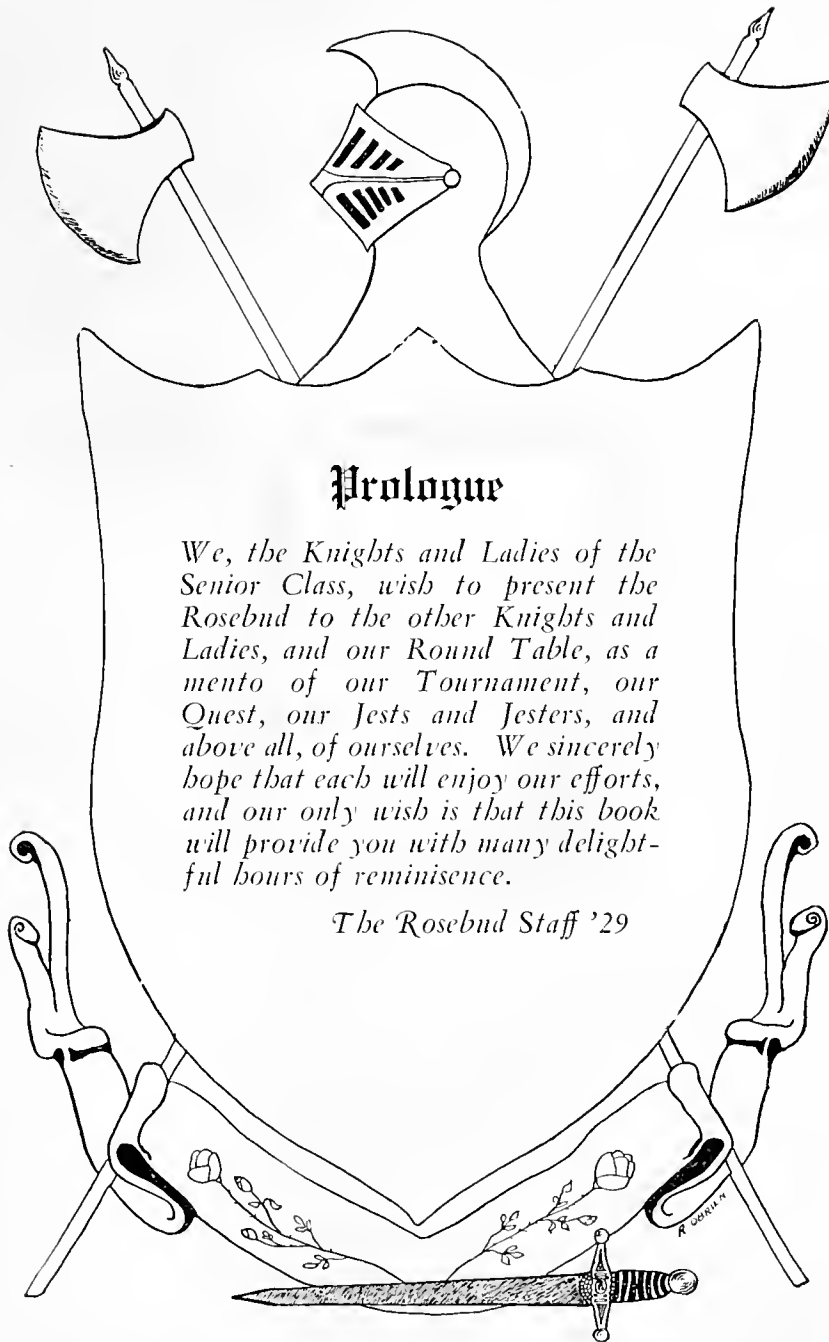 Prologue
We, the Knights and Ladies of the
Senior Class, wish to present the
Rosebud to the other Knights and
Ladies, and our Round Table, as a
mento of our Tournament, our
Quest, our Jests and Jesters, and
above all, of ourselves. We sincerely
hope that each will enjoy our efforts,
and our only wish is that this book
will provide you with many delight-
ful hours of reminisence.
The Rosebud Staff '29
R OBRIEN